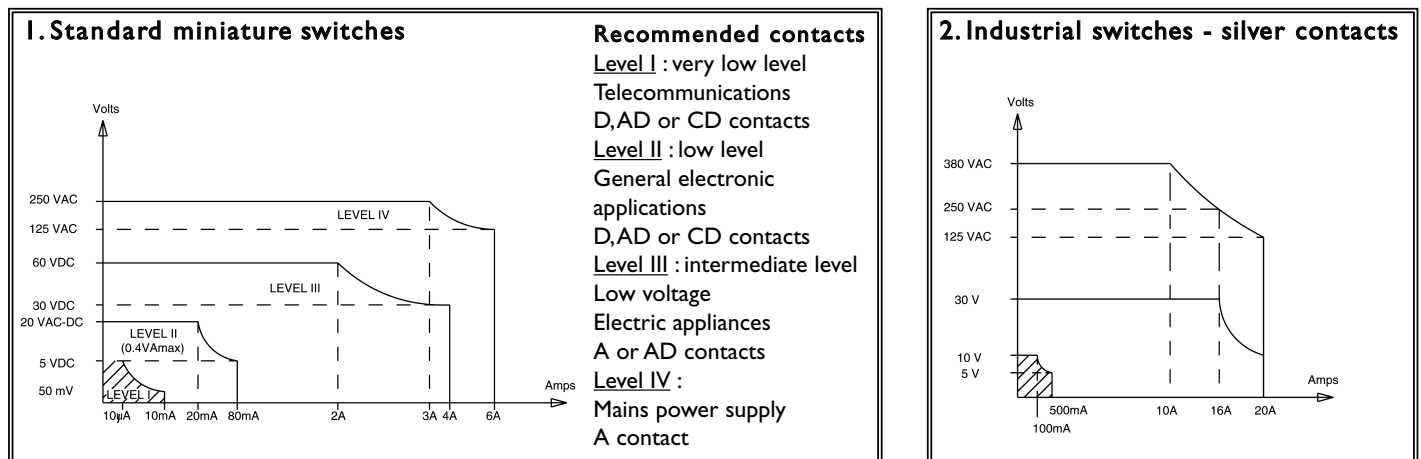 1. Standard miniature switches
Volts
250 VAC
125 VAC
60 VDC
30 VDC
20 VAC-DC
5 VDC
50 mV
LEVEL IV
LEVEL III
LEVEL II
(0.4VAmax)
LEVEL I
Amps
10µA
10mA
20mA
80mA
2A
3A
4A
6A
Recommended contacts
Level I : very low level
Telecommunications
D,AD or CD contacts
Level II : low level
General electronic
applications
D,AD or CD contacts
Level III : intermediate level
Low voltage
Electric appliances
A or AD contacts
Level IV :
Mains power supply
A contact
2. Industrial switches - silver contacts
Volts
380 VAC
250 VAC
125 VAC
30 V
10 V
5 V
Amps
500mA
100mA
10A
16A
20A